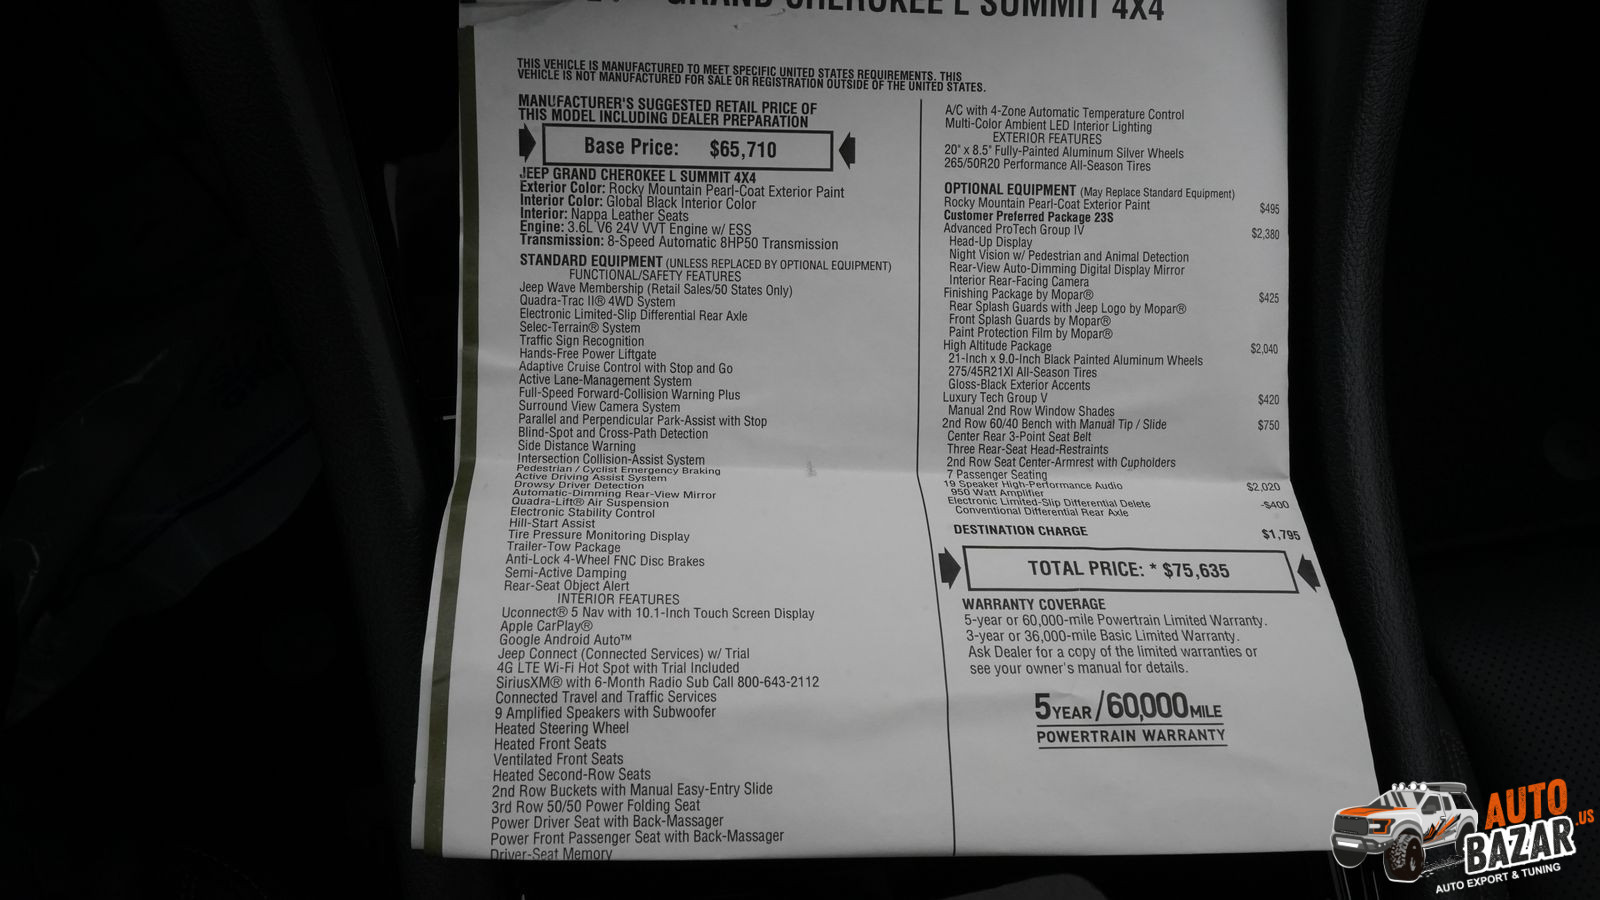 GRAND CHEROKEE L SUMMIT 4X4
THIS VEHICLE IS MANUFACTURED TO MEET SPECIFIC UNITED STATES REQUIREMENTS. THIS
VEHICLE IS NOT MANUFACTURED FOR SALE OR REGISTRATION OUTSIDE OF THE UNITED STATES.
MANUFACTURER'S SUGGESTED RETAIL PRICE OF
THIS MODEL INCLUDING DEALER PREPARATION
Base Price: $65,710
JEEP GRAND CHEROKEE L SUMMIT 4X4
Exterior Color: Rocky Mountain Pearl-Coat Exterior Paint
Interior Color: Global Black Interior Color
Interior: Nappa Leather Seats
Engine: 3.6L V6 24V VVT Engine w/ ESS
Transmission: 8-Speed Automatic 8HP50 Transmission
STANDARD EQUIPMENT (UNLESS REPLACED BY OPTIONAL EQUIPMENT)
FUNCTIONAL/SAFETY FEATURES
Jeep Wave Membership (Retail Sales/50 States Only)
Quadra-Trac II® 4WD System
Electronic Limited-Slip Differential Rear Axle
Selec-Terrain® System
Traffic Sign Recognition
Hands-Free Power Liftgate
Adaptive Cruise Control with Stop and Go
Active Lane-Management System
Full-Speed Forward-Collision Warning Plus
Surround View Camera System
Parallel and Perpendicular Park-Assist with Stop
Blind-Spot and Cross-Path Detection
Side Distance Warning
Intersection Collision-Assist System
Pedestrian / Cyclist Emergency Braking
Active Driving Assist System
Drowsy Driver Detection
Automatic-Dimming Rear-View Mirror
Quadra-Lift® Air Suspension
Electronic Stability Control
Hill-Start Assist
Tire Pressure Monitoring Display
Trailer-Tow Package
Anti-Lock 4-Wheel FNC Disc Brakes
Semi-Active Damping
Rear-Seat Object Alert
INTERIOR FEATURES
Uconnect® 5 Nav with 10.1-Inch Touch Screen Display
Apple CarPlay®
Google Android Auto™
Jeep Connect (Connected Services) w/ Trial
4G LTE Wi-Fi Hot Spot with Trial Included
SiriusXM® with 6-Month Radio Sub Call 800-643-2112
Connected Travel and Traffic Services
9 Amplified Speakers with Subwoofer
Heated Steering Wheel
Heated Front Seats
Ventilated Front Seats
Heated Second-Row Seats
2nd Row Buckets with Manual Easy-Entry Slide
3rd Row 50/50 Power Folding Seat
Power Driver Seat with Back-Massager
Power Front Passenger Seat with Back-Massager
Driver-Seat Memory
A/C with 4-Zone Automatic Temperature Control
Multi-Color Ambient LED Interior Lighting
EXTERIOR FEATURES
20" x 8.5" Fully-Painted Aluminum Silver Wheels
265/50R20 Performance All-Season Tires
OPTIONAL EQUIPMENT (May Replace Standard Equipment)
Rocky Mountain Pearl-Coat Exterior Paint $495
Customer Preferred Package 23S
Advanced ProTech Group IV $2,380
Head-Up Display
Night Vision w/ Pedestrian and Animal Detection
Rear-View Auto-Dimming Digital Display Mirror
Interior Rear-Facing Camera
Finishing Package by Mopar® $425
Rear Splash Guards with Jeep Logo by Mopar®
Front Splash Guards by Mopar®
Paint Protection Film by Mopar®
High Altitude Package $2,040
21-Inch x 9.0-Inch Black Painted Aluminum Wheels
275/45R21Xl All-Season Tires
Gloss-Black Exterior Accents
Luxury Tech Group V $420
Manual 2nd Row Window Shades
2nd Row 60/40 Bench with Manual Tip / Slide $750
Center Rear 3-Point Seat Belt
Three Rear-Seat Head-Restraints
2nd Row Seat Center-Armrest with Cupholders
7 Passenger Seating
19 Speaker High-Performance Audio $2,020
950 Watt Amplifier
Electronic Limited-Slip Differential Delete -$400
Conventional Differential Rear Axle
DESTINATION CHARGE $1,795
TOTAL PRICE: * $75,635
WARRANTY COVERAGE
5-year or 60,000-mile Powertrain Limited Warranty.
3-year or 36,000-mile Basic Limited Warranty.
Ask Dealer for a copy of the limited warranties or
see your owner's manual for details.
5 YEAR / 60,000 MILE
POWERTRAIN WARRANTY
AUTO
BAZAR.US
AUTO EXPORT & TUNING